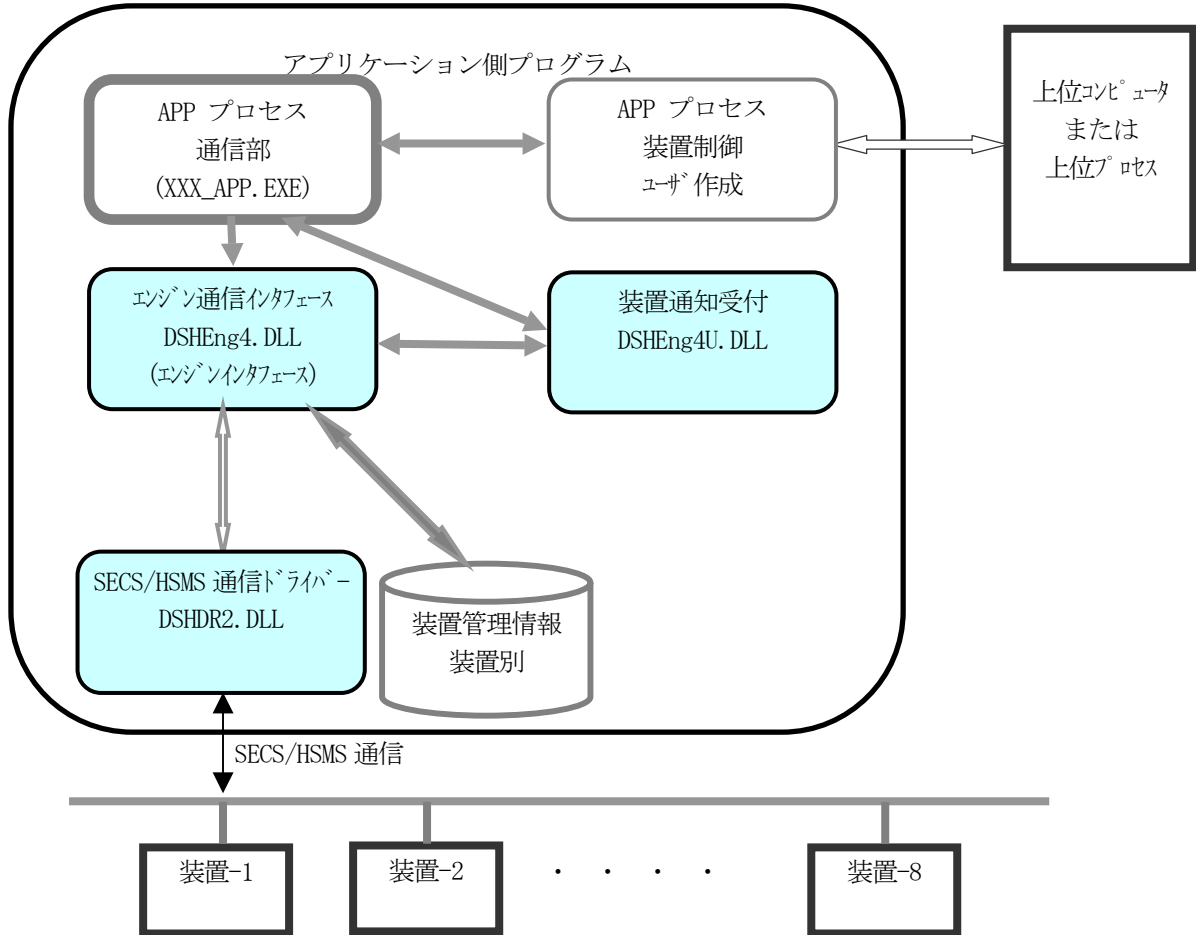 アプリケーション側プログラム
APP プロセス
通信部
(XXX_APP.EXE)
APP プロセス
装置制御
ユーザ作成
上位コンピュータ
または
上位プロセス
エンジン通信インタフェース
DSHEng4.DLL
(エンジンインタフェース)
装置通知受付
DSHEng4U.DLL
SECS/HSMS 通信ドライバー
DSHDR2.DLL
装置管理情報
装置別
SECS/HSMS 通信
装置-1
装置-2
・ ・ ・ ・
装置-8